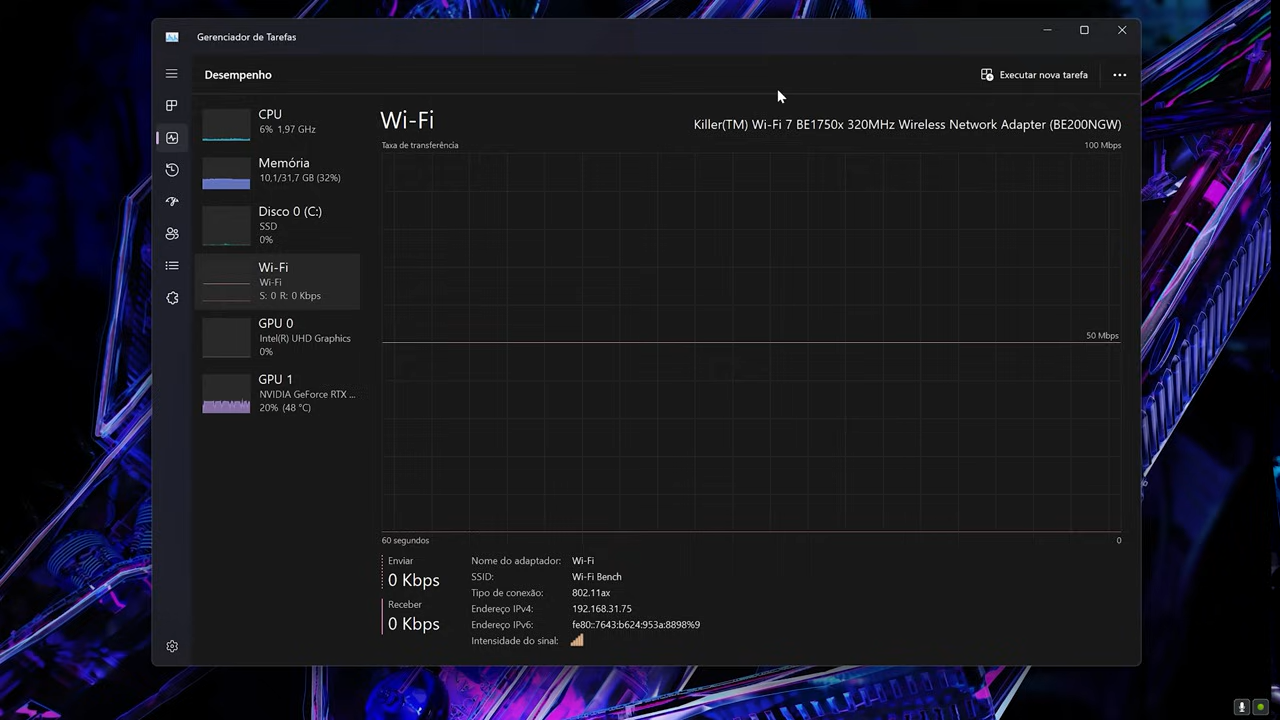 Gerenciador de Tarefas
Desempenho
Executar nova tarefa
CPU
6% 1,97 GHz
Memória
10,1/31,7 GB (32%)
Disco 0 (C:)
SSD
0%
Wi-Fi
Wi-Fi
S: 0 R: 0 Kbps
GPU 0
Intel(R) UHD Graphics
0%
GPU 1
NVIDIA GeForce RTX ...
20% (48 °C)
Wi-Fi
Killer(TM) Wi-Fi 7 BE1750x 320MHz Wireless Network Adapter (BE200NGW)
Taxa de transferência
100 Mbps
50 Mbps
60 segundos
0
Enviar
0 Kbps
Receber
0 Kbps
Nome do adaptador: Wi-Fi
SSID: Wi-Fi Bench
Tipo de conexão: 802.11ax
Endereço IPv4: 192.168.31.75
Endereço IPv6: fe80::7643:b624:953a:8898%9
Intensidade do sinal: